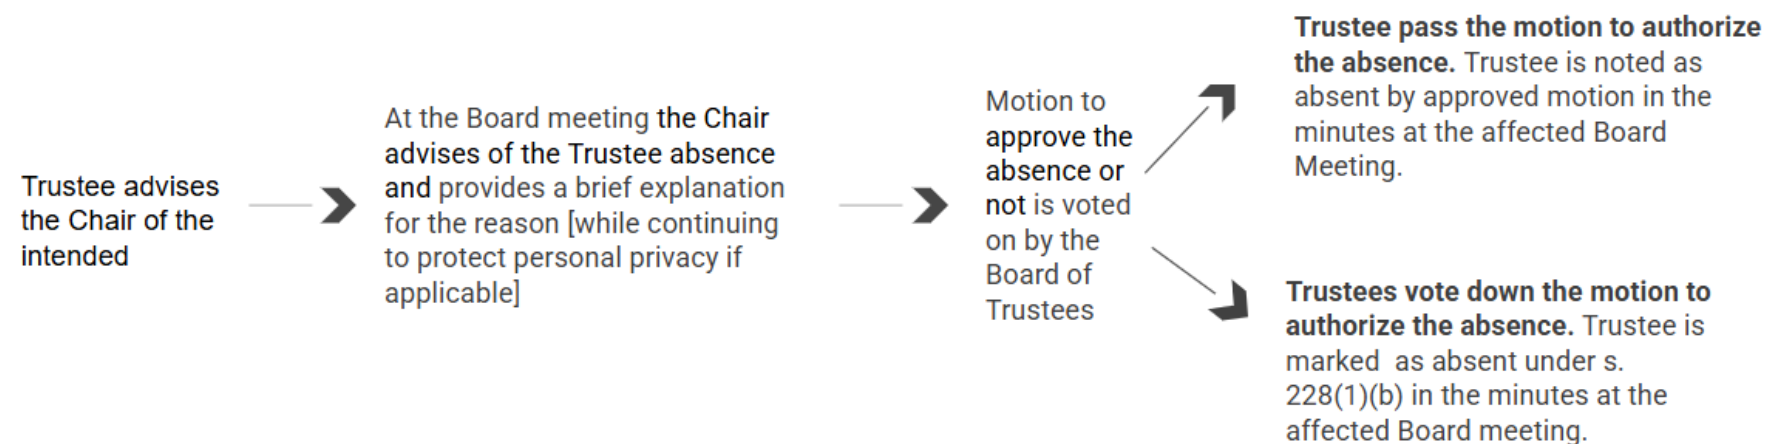 Trustee advises
the Chair of the
intended
At the Board meeting the Chair
advises of the Trustee absence
and provides a brief explanation
for the reason [while continuing
to protect personal privacy if
applicable]
Motion to
approve the
absence or
not is voted
on by the
Board of
Trustees
Trustee pass the motion to authorize
the absence. Trustee is noted as
absent by approved motion in the
minutes at the affected Board
Meeting.
Trustees vote down the motion to
authorize the absence. Trustee is
marked  as absent under s.
228(1)(b) in the minutes at the
affected Board meeting.